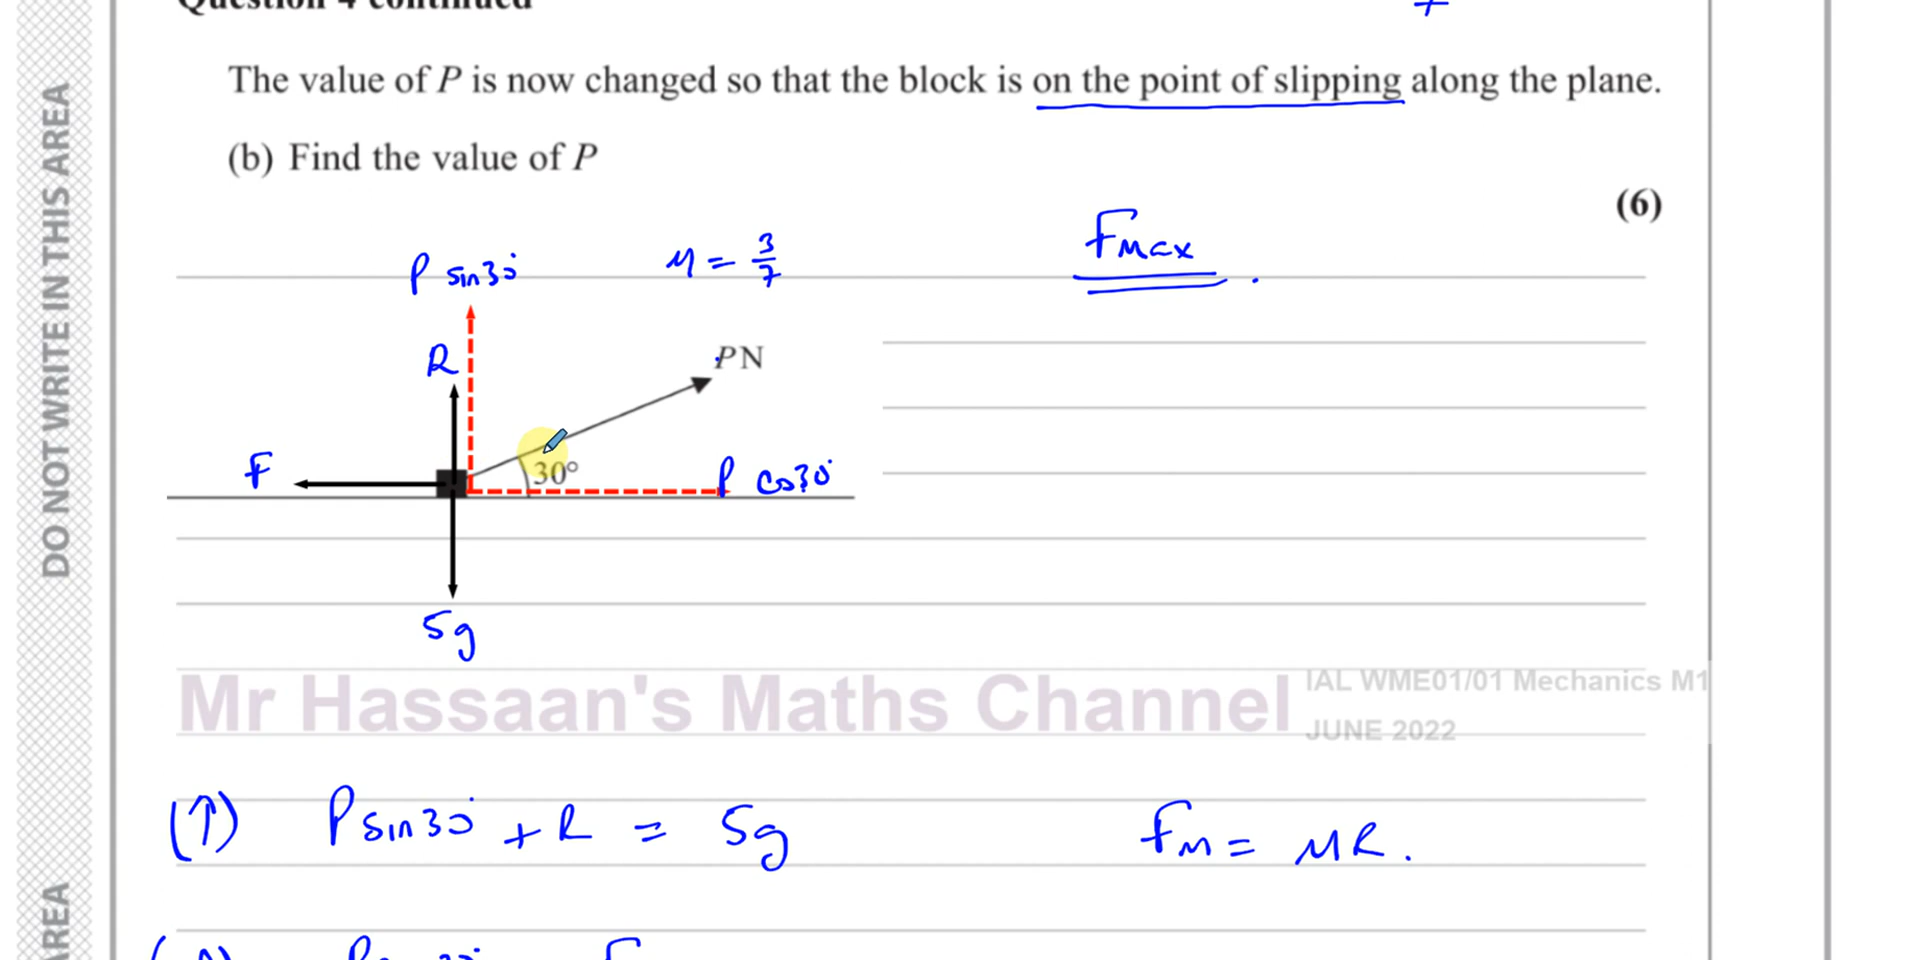 Question 4 continued
The value of P is now changed so that the block is on the point of slipping along the plane.
(b) Find the value of P
(6)
Fmax
P sin30°
μ = 3/7
R
PN
F
30°
P cos30°
5g
Mr Hassaan's Maths Channel
IAL WME01/01 Mechanics M1
JUNE 2022
(↑) P sin30° + R = 5g
FM = μR.
DO NOT WRITE IN THIS AREA
AREA